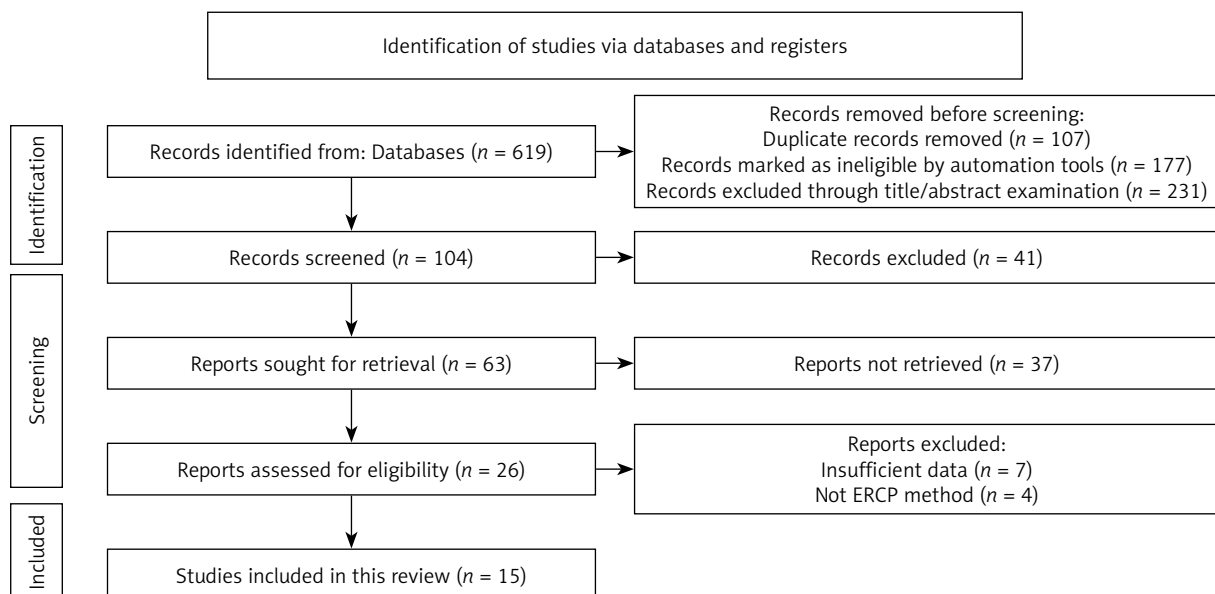 Identification of studies via databases and registers
Identification
Records identified from: Databases (n = 619)
Records removed before screening:
Duplicate records removed (n = 107)
Records marked as ineligible by automation tools (n = 177)
Records excluded through title/abstract examination (n = 231)
Records screened (n = 104)
Records excluded (n = 41)
Screening
Reports sought for retrieval (n = 63)
Reports not retrieved (n = 37)
Reports assessed for eligibility (n = 26)
Reports excluded:
Insufficient data (n = 7)
Not ERCP method (n = 4)
Included
Studies included in this review (n = 15)